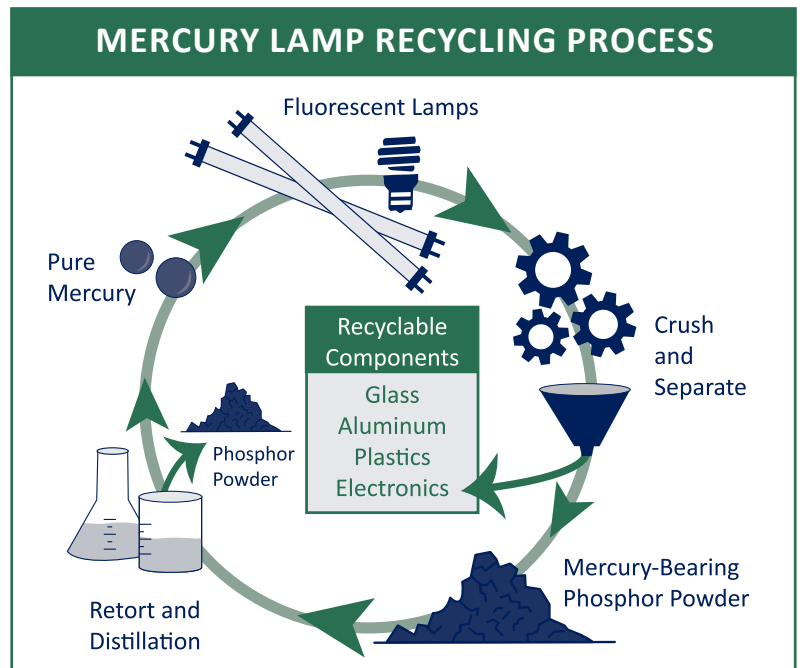 MERCURY LAMP RECYCLING PROCESS
Fluorescent Lamps
Pure
Mercury
Crush
and
Separate
Recyclable
Components
Glass
Aluminum
Plastics
Electronics
Phosphor
Powder
Mercury-Bearing
Phosphor Powder
Retort and
Distillation